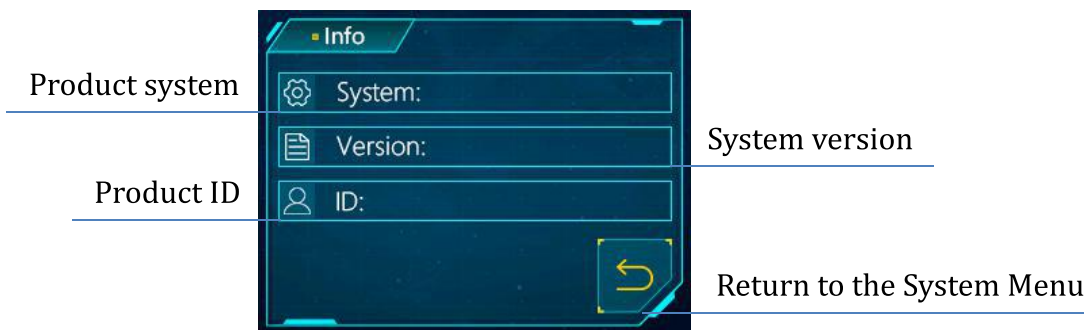 Info
Product system
System:
Version:
System version
Product ID
ID:
Return to the System Menu